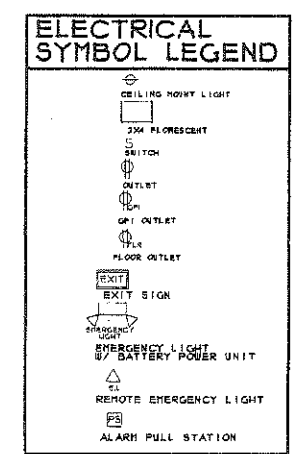 ELECTRICAL
SYMBOL LEGEND
CEILING MOUNT LIGHT
2X4 FLORESCENT
S
SWITCH
OUTLET
GFI
GFI OUTLET
FLR
FLOOR OUTLET
EXIT
EXIT SIGN
EMERGENCY
LIGHT
EMERGENCY LIGHT
W/ BATTERY POWER UNIT
E.L
REMOTE EMERGENCY LIGHT
PS
ALARM PULL STATION